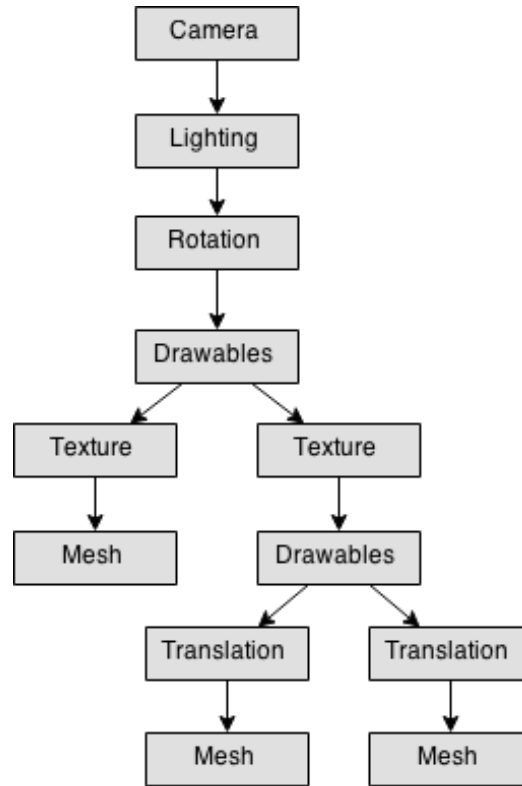 Camera
Lighting
Rotation
Drawables
Texture
Texture
Mesh
Drawables
Translation
Translation
Mesh
Mesh